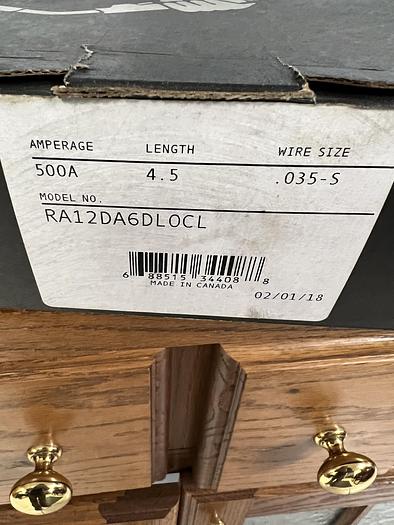 AMPERAGE LENGTH WIRE SIZE
500A 4.5 .035-S
MODEL NO.
RA12DA6DLOCL
6 88515 34408 8
MADE IN CANADA
02/01/18